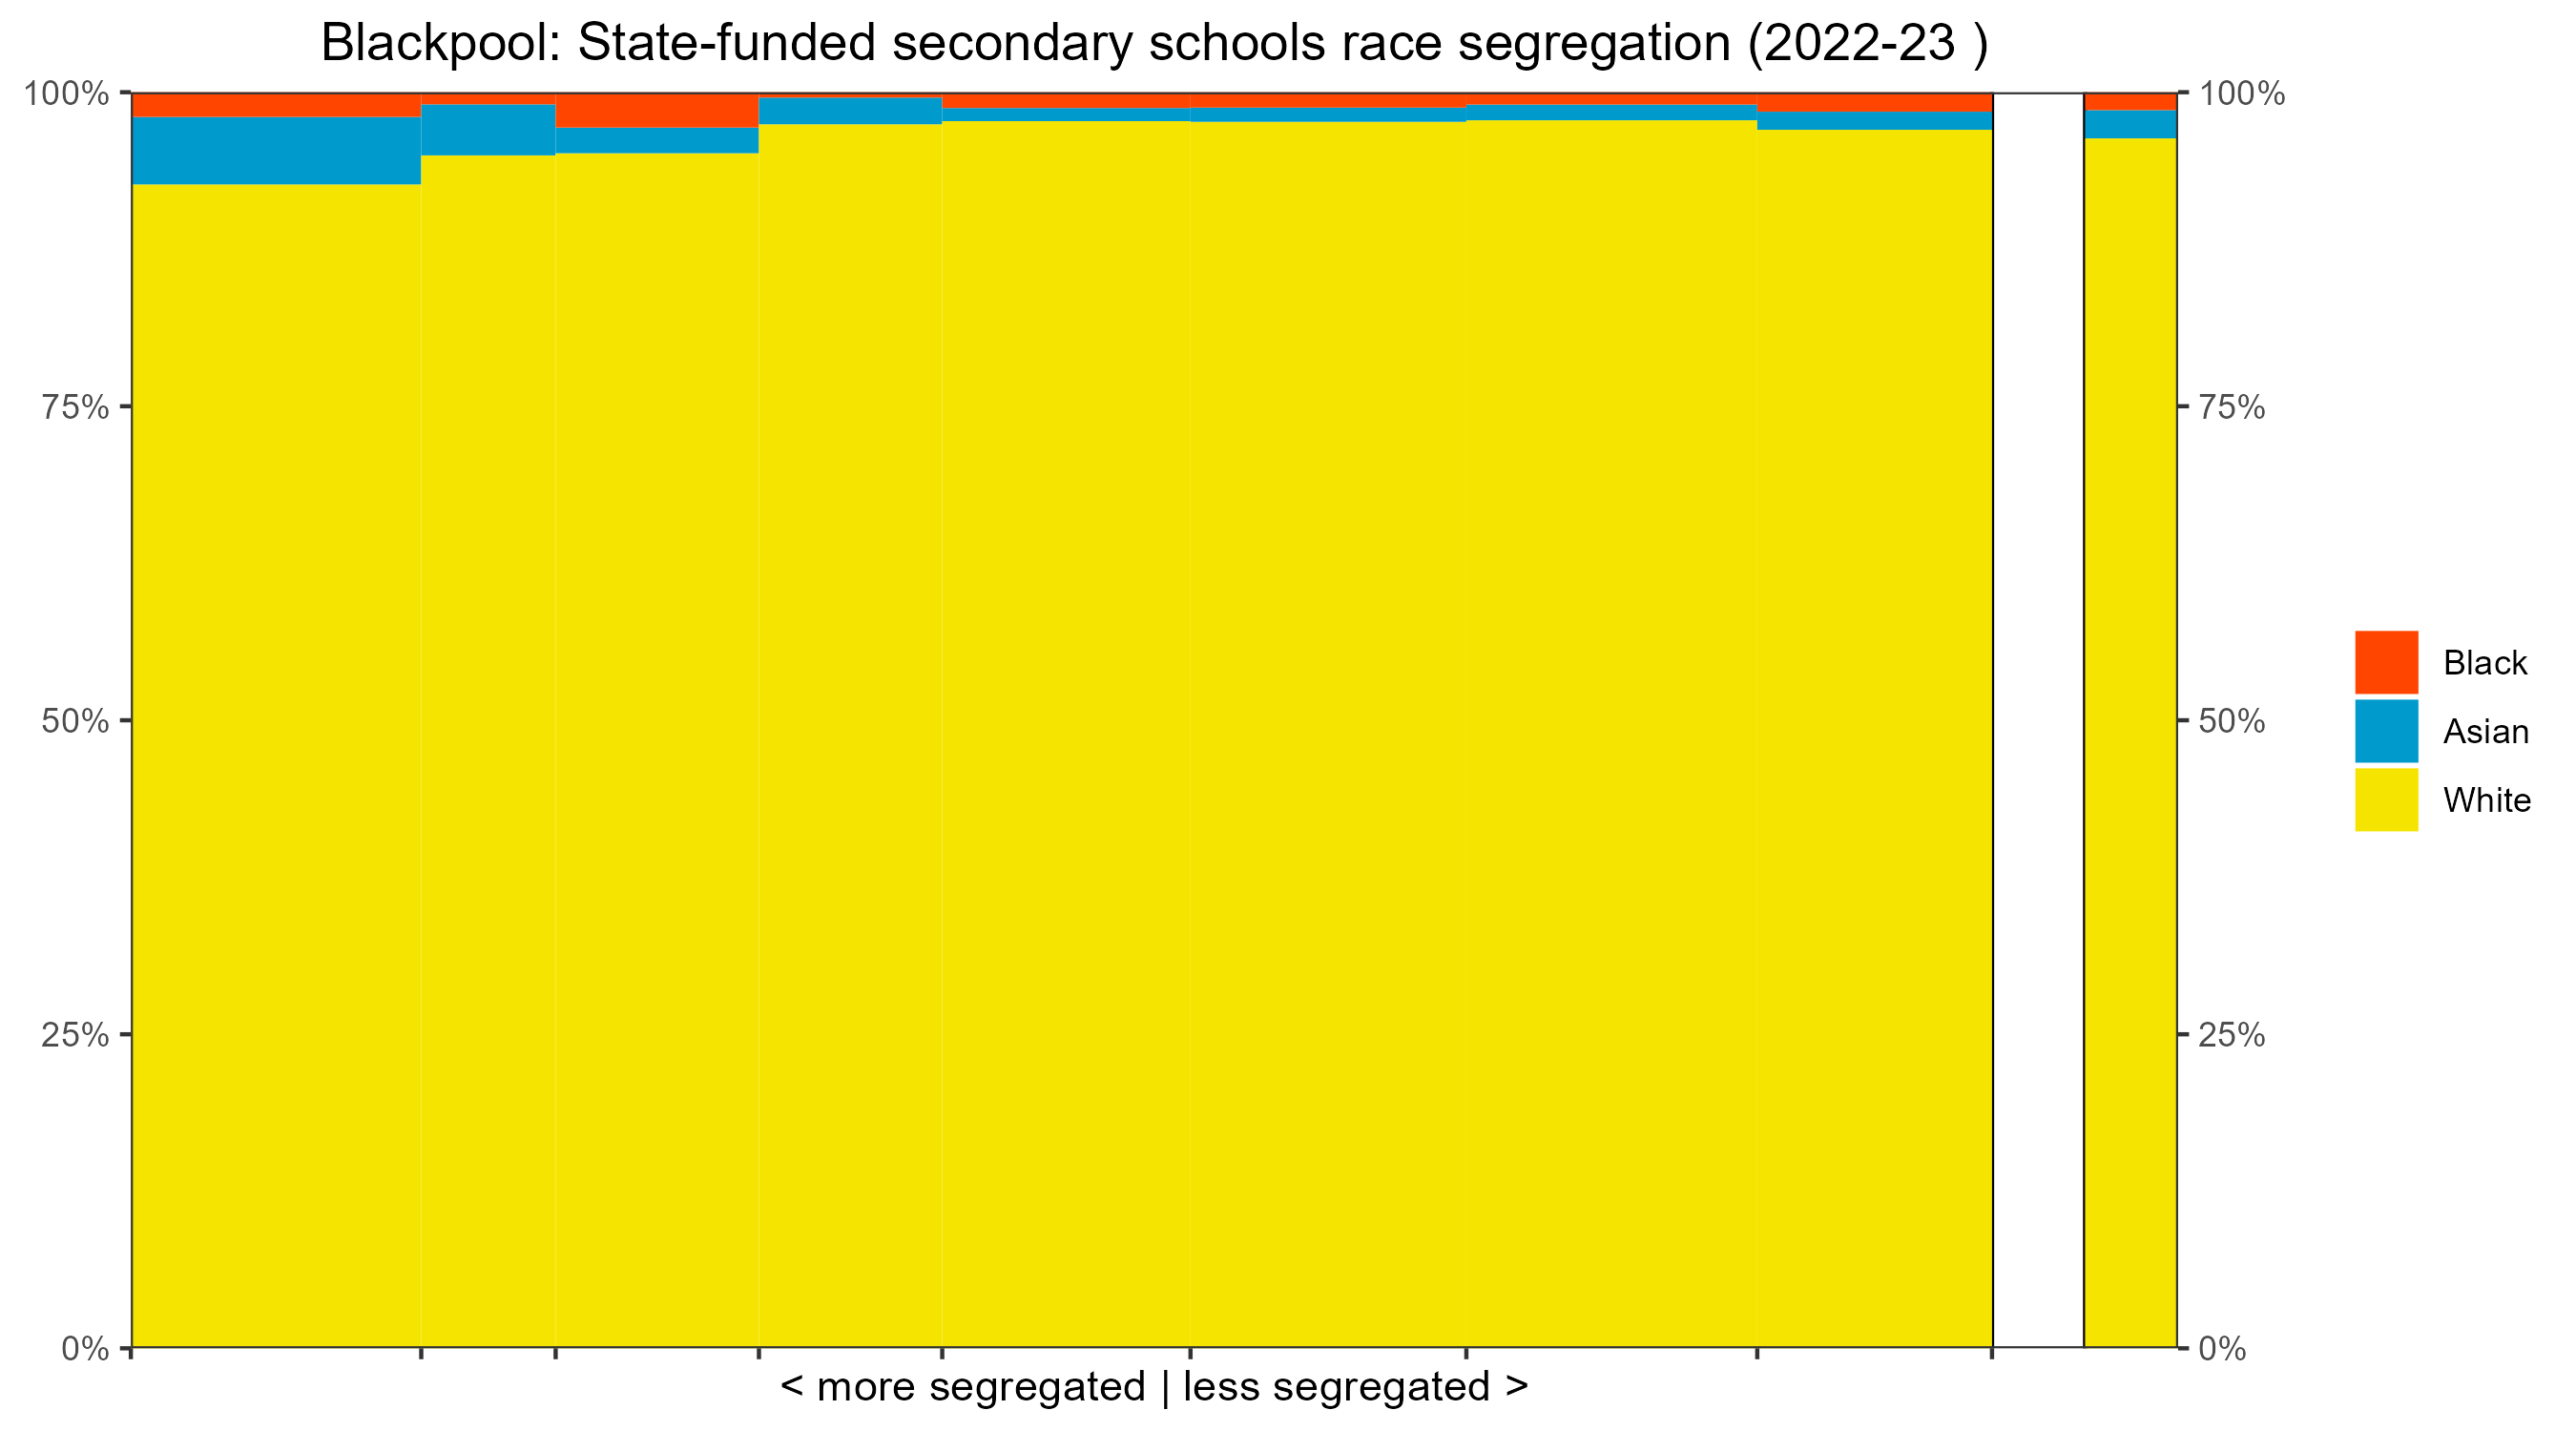 Blackpool: State-funded secondary schools race segregation (2022-23 )
100%
100%
75%
75%
50%
50%
25%
25%
0%
0%
Black
Asian
White
< more segregated | less segregated >